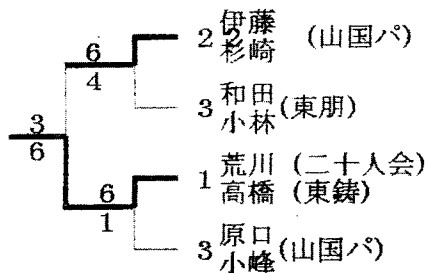 2 伊藤
杉崎 (山国パ)
6
4
3 和田
小林 (東朋)
3
6
1 荒川 (二十人会)
高橋 (東鋳)
6
1
3 原口
小峰 (山国パ)